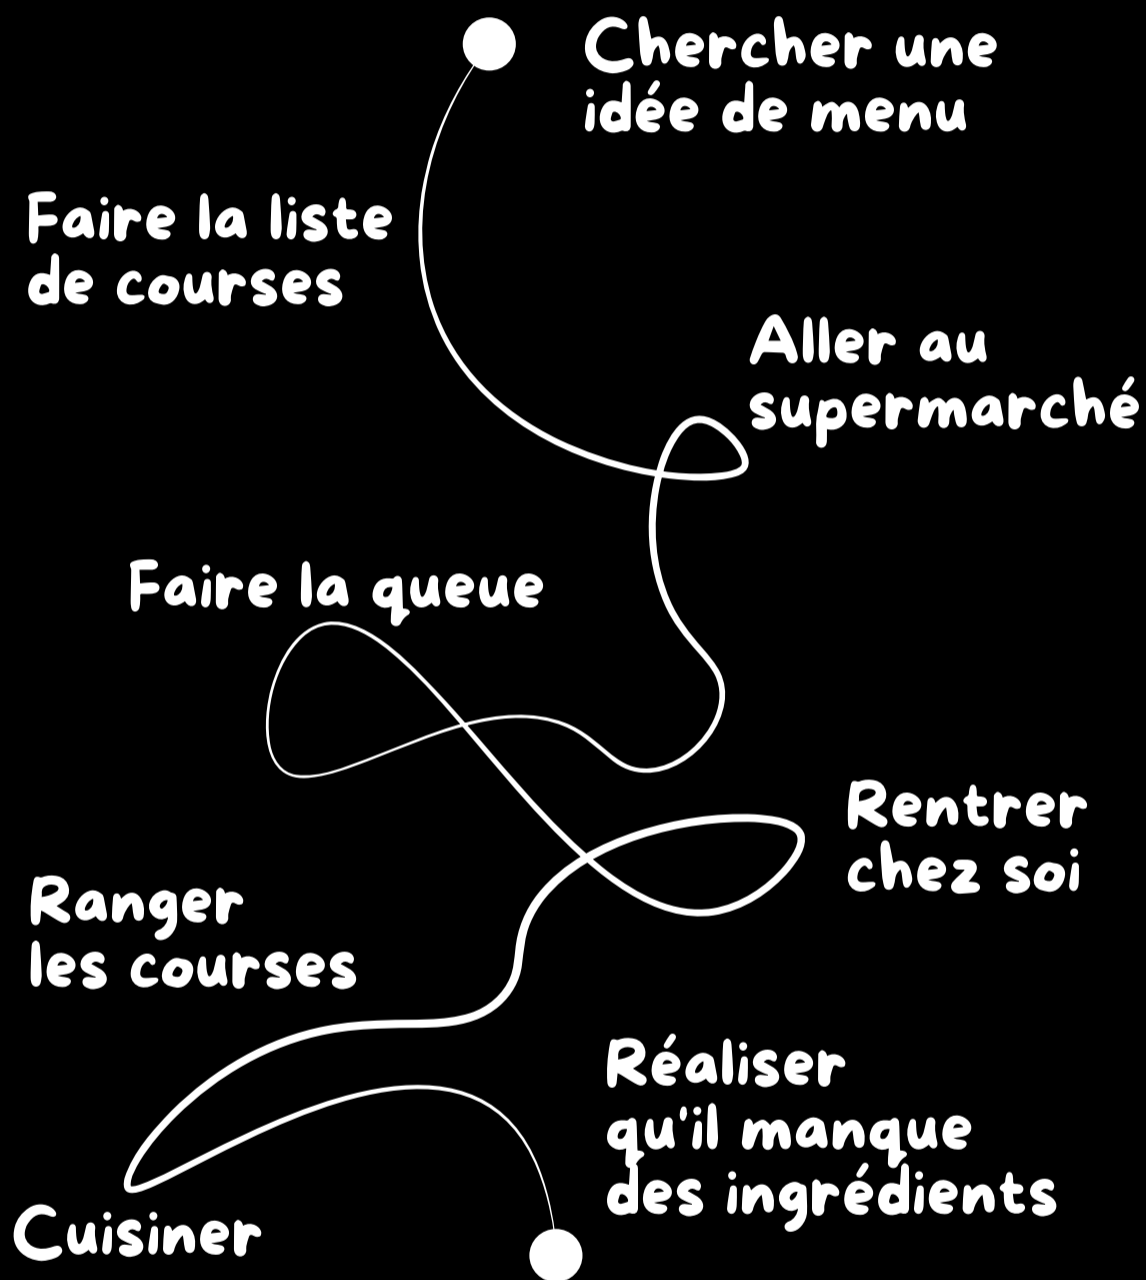 Chercher une
idée de menu
Faire la liste
de courses
Aller au
supermarché
Faire la queue
Rentrer
chez soi
Ranger
les courses
Réaliser
qu'il manque
des ingrédients
Cuisiner